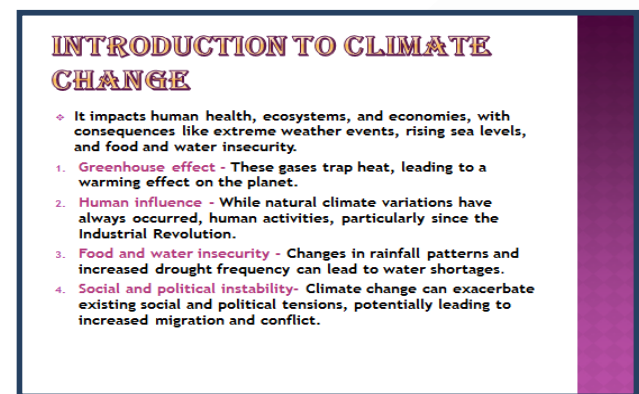 INTRODUCTION TO CLIMATE
CHANGE
❖ It impacts human health, ecosystems, and economies, with
consequences like extreme weather events, rising sea levels,
and food and water insecurity.
1. Greenhouse effect - These gases trap heat, leading to a
warming effect on the planet.
2. Human influence - While natural climate variations have
always occurred, human activities, particularly since the
Industrial Revolution.
3. Food and water insecurity - Changes in rainfall patterns and
increased drought frequency can lead to water shortages.
4. Social and political instability- Climate change can exacerbate
existing social and political tensions, potentially leading to
increased migration and conflict.